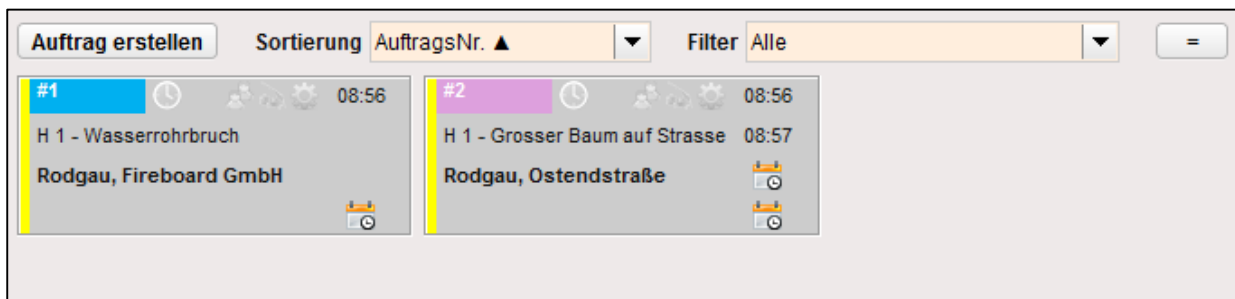 Auftrag erstellen Sortierung AuftragsNr. ▲ Filter Alle =
#1 08:56
H 1 - Wasserrohrbruch
Rodgau, Fireboard GmbH
#2 08:56
H 1 - Grosser Baum auf Strasse 08:57
Rodgau, Ostendstraße